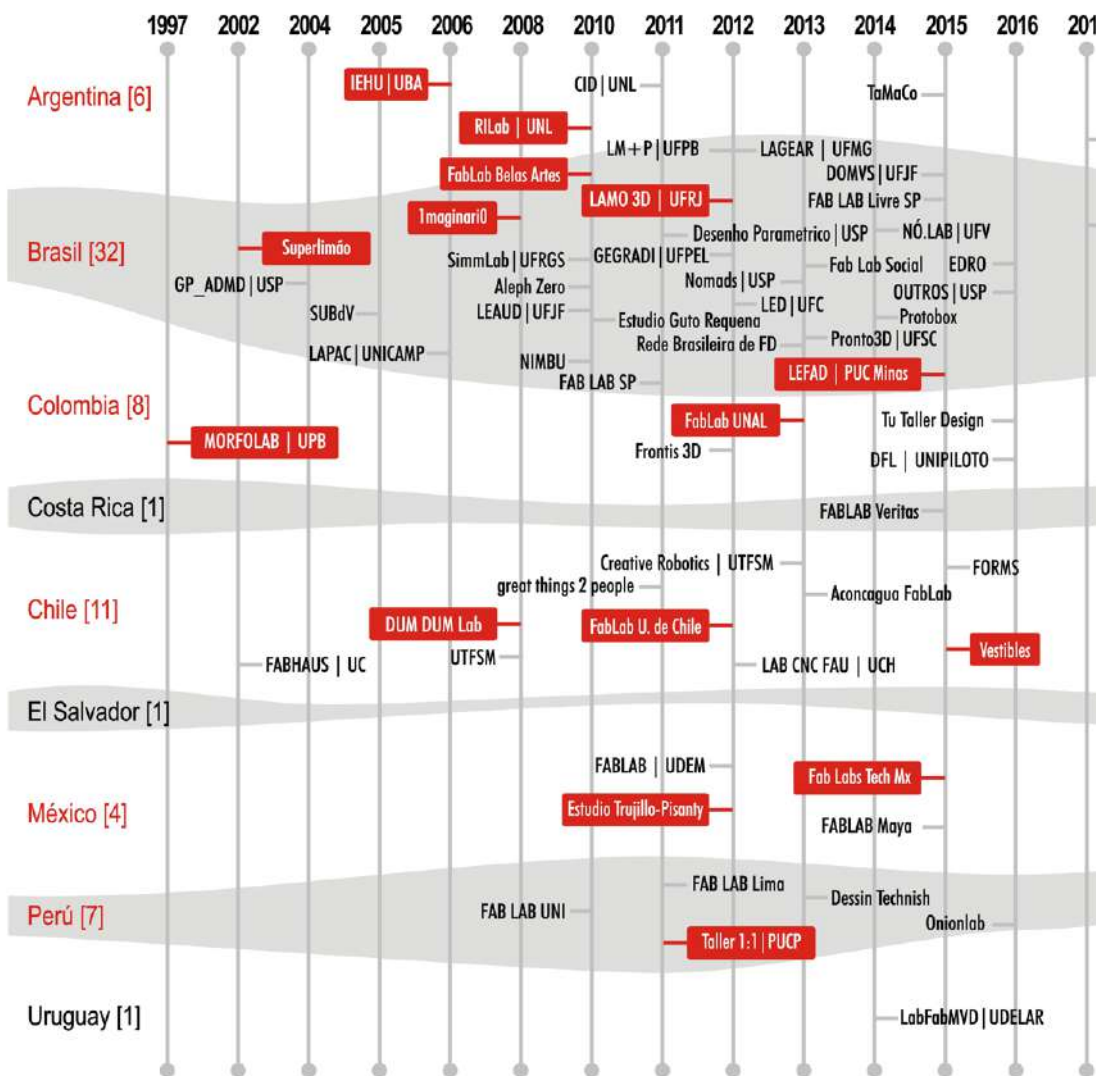 1997 2002 2004 2005 2006 2008 2010 2011 2012 2013 2014 2015 2016
Argentina [6]
IEHU | UBA
CID | UNL
TaMaCo
RILab | UNL
LM+P | UFPB
LAGEAR | UFMG
FabLab Belas Artes
DOMVS | UFJF
LAMO 3D | UFRJ
FAB LAB Livre SP
1maginari0
Brasil [32]
Superlimão
Desenho Parametrico | USP
NÓ.LAB | UFV
SimmLab | UFRGS
GEGRADI | UFPEL
Fab Lab Social
EDRO
GP_ADMD | USP
Aleph Zero
Nomads | USP
OUTROS | USP
SUBdV
LEAUD | UFJF
LED | UFC
Estudio Guto Requena
Protobox
LAPAC | UNICAMP
Rede Brasileira de FD
Pronto3D | UFSC
NIMBU
FAB LAB SP
LEFAD | PUC Minas
Colombia [8]
MORFOLAB | UPB
FabLab UNAL
Tu Taller Design
Frontis 3D
DFL | UNIPILOTO
Costa Rica [1]
FABLAB Veritas
Creative Robotics | UTFSM
FORMS
great things 2 people
Aconcagua FabLab
Chile [11]
DUM DUM Lab
FabLab U. de Chile
Vestibles
FABHAUS | UC
UTFSM
LAB CNC FAU | UCH
El Salvador [1]
FABLAB | UDEM
Fab Labs Tech Mx
México [4]
Estudio Trujillo-Pisanty
FABLAB Maya
FAB LAB Lima
Dessin Technish
Perú [7]
FAB LAB UNI
Onionlab
Taller 1:1 | PUCP
Uruguay [1]
LabFabMVD | UDELAR